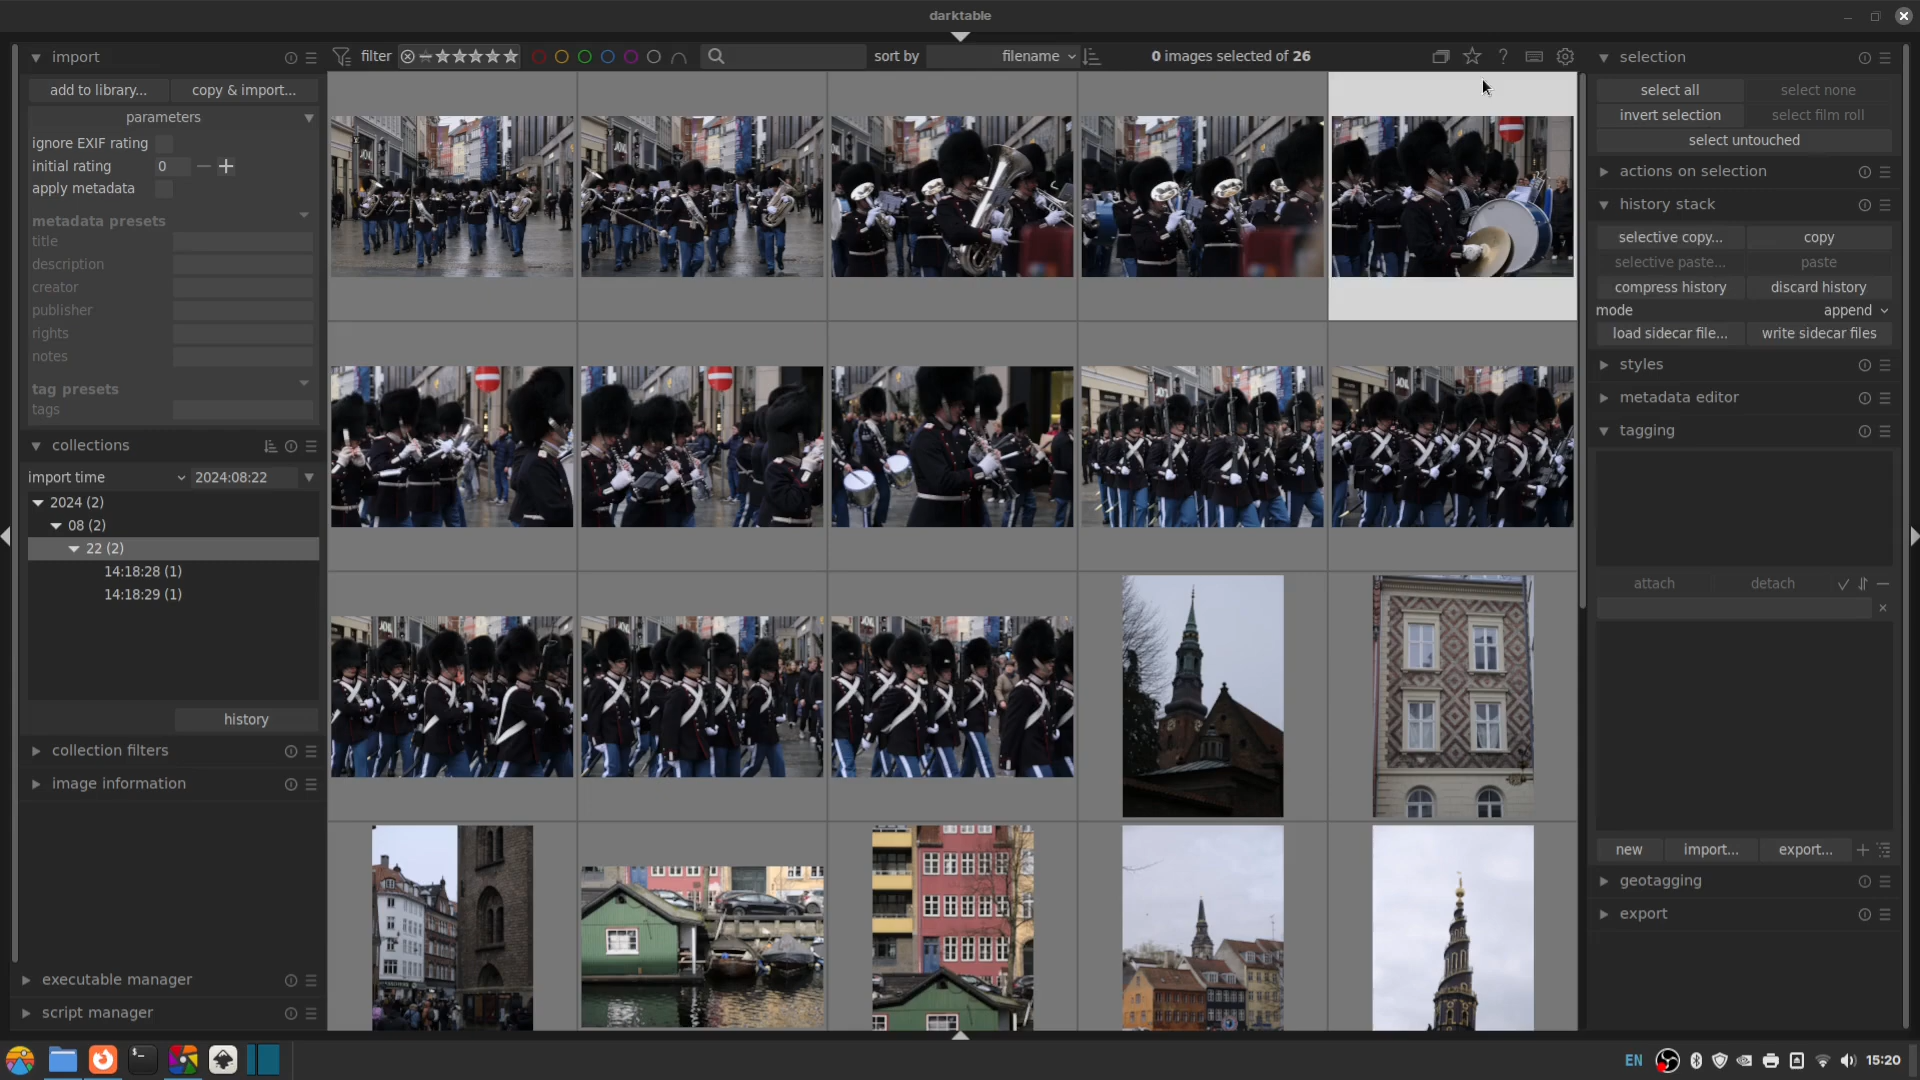 darktable
import
add to library...
copy & import...
parameters
ignore EXIF rating
initial rating 0
apply metadata
metadata presets
title
description
creator
publisher
rights
notes
tag presets
tags
collections
import time 2024:08:22
2024 (2)
08 (2)
22 (2)
14:18:28 (1)
14:18:29 (1)
history
collection filters
image information
executable manager
script manager
filter
sort by filename
0 images selected of 26
?
selection
select all
select none
invert selection
select film roll
select untouched
actions on selection
history stack
selective copy...
copy
selective paste...
paste
compress history
discard history
mode append
load sidecar file...
write sidecar files
styles
metadata editor
tagging
attach
detach
new
import...
export...
geotagging
export
EN
15:20